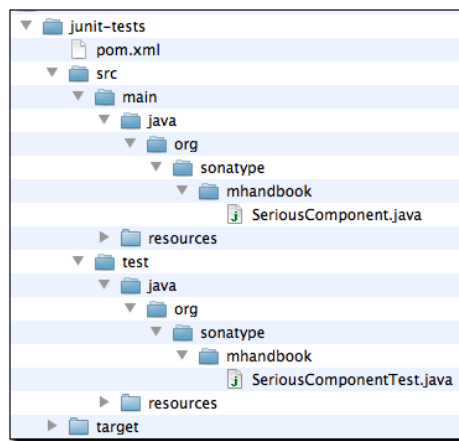 junit-tests
pom.xml
src
main
java
org
sonatype
mhandbook
SeriousComponent.java
resources
test
java
org
sonatype
mhandbook
SeriousComponentTest.java
resources
target